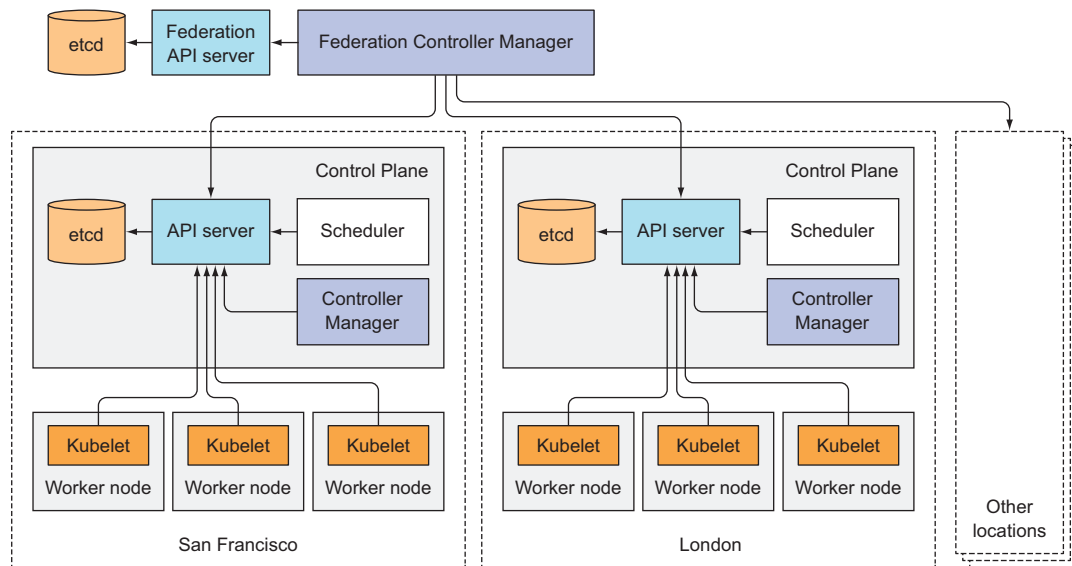 etcd
Federation
API server
Federation Controller Manager
Control Plane
etcd
API server
Scheduler
Controller
Manager
Kubelet
Kubelet
Kubelet
Worker node
Worker node
Worker node
San Francisco
Control Plane
etcd
API server
Scheduler
Controller
Manager
Kubelet
Kubelet
Kubelet
Worker node
Worker node
Worker node
London
Other
locations